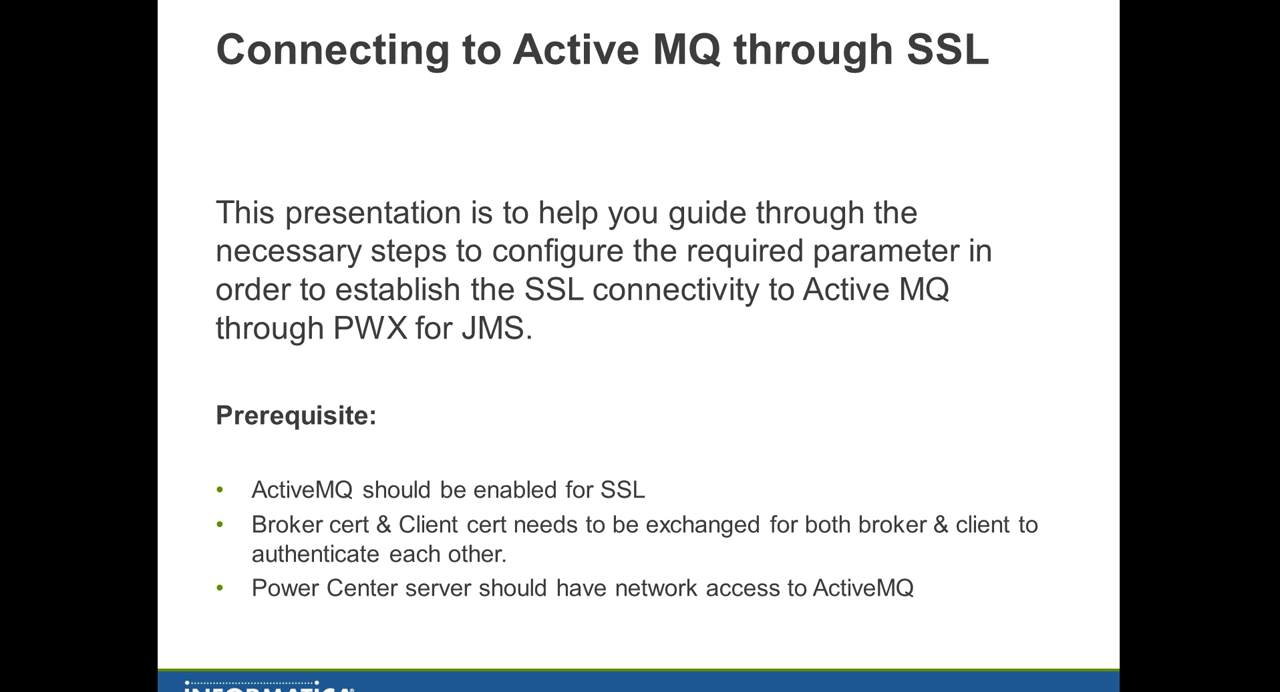 Connecting to Active MQ through SSL
This presentation is to help you guide through the
necessary steps to configure the required parameter in
order to establish the SSL connectivity to Active MQ
through PWX for JMS.
Prerequisite:
• ActiveMQ should be enabled for SSL
• Broker cert & Client cert needs to be exchanged for both broker & client to
authenticate each other.
• Power Center server should have network access to ActiveMQ
INFORMATICA